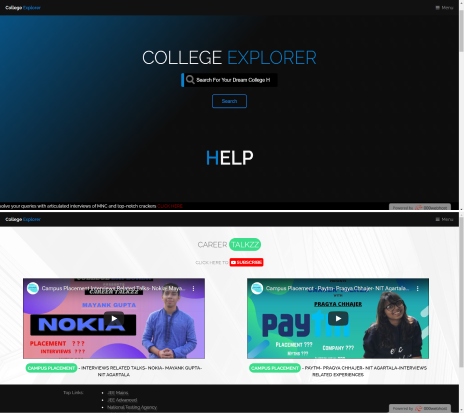 College Explorer
Menu
COLLEGE EXPLORER
Search For Your Dream College H
Search
HELP
solve your queries with articulated interviews of MNC and top-notch crackers CLICK HERE
Powered by 000webhost
College Explorer
Menu
CAREER TALKZZ
CLICK HERE TO SUBSCRIBE
Campus Placement Interviews Related Talks- Nokia- Maya...
CAREER TALKZZ
MAYANK GUPTA
NOKIA
PLACEMENT ???
INTERVIEWS ???
CAMPUS PLACEMENT - INTERVIEWS RELATED TALKS- NOKIA- MAYANK GUPTA-
NIT AGARTALA
Campus Placement - Paytm- Pragya Chhajer- NIT Agartala...
PRAGYA CHHAJER
paytm
PLACEMENT ???
COMPANY ???
CAMPUS PLACEMENT - PAYTM- PRAGYA CHHAJER- NIT AGARTALA-INTERVIEWS
RELATED EXPERIENCES
Top Links:
JEE Mains
JEE Advanced
National Testing Agency
Powered by 000webhost